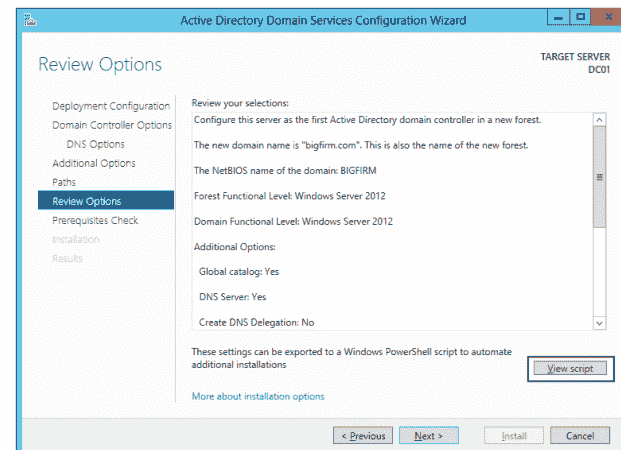 Active Directory Domain Services Configuration Wizard
Review Options
TARGET SERVER
DC01
Deployment Configuration
Domain Controller Options
DNS Options
Additional Options
Paths
Review Options
Prerequisites Check
Installation
Results
Review your selections:
Configure this server as the first Active Directory domain controller in a new forest.
The new domain name is "bigfirm.com". This is also the name of the new forest.
The NetBIOS name of the domain: BIGFIRM
Forest Functional Level: Windows Server 2012
Domain Functional Level: Windows Server 2012
Additional Options:
Global catalog: Yes
DNS Server: Yes
Create DNS Delegation: No
These settings can be exported to a Windows PowerShell script to automate
additional installations
View script
More about installation options
< Previous
Next >
Install
Cancel